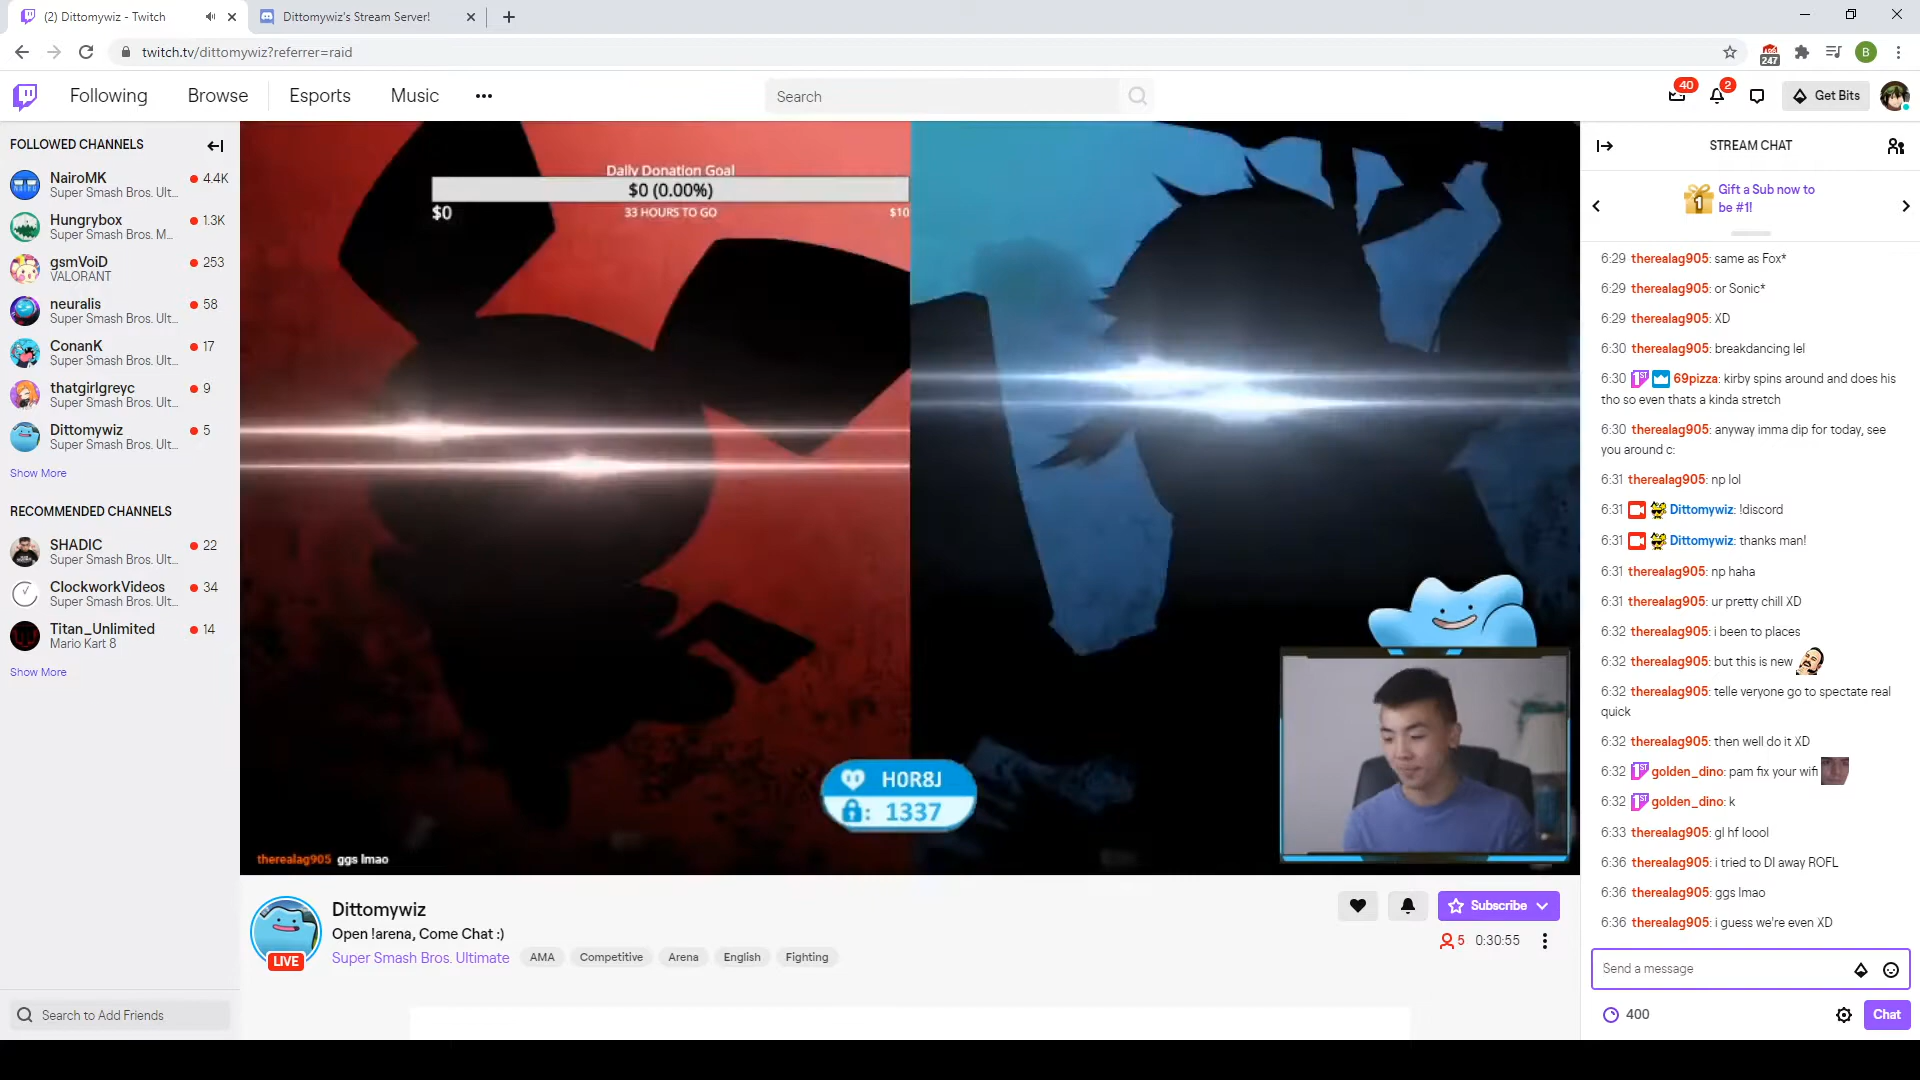 (2) Dittomywiz - Twitch
Dittomywiz's Stream Server!
twitch.tv/dittomywiz?referrer=raid
247
B
Following
Browse
Esports
Music
Search
40
2
Get Bits
FOLLOWED CHANNELS
NairoMK
4.4K
Super Smash Bros. Ult...
Hungrybox
1.3K
Super Smash Bros. M...
gsmVoiD
253
VALORANT
neuralis
58
Super Smash Bros. Ult...
ConanK
17
Super Smash Bros. Ult...
thatgirlgreyc
9
Super Smash Bros. Ult...
Dittomywiz
5
Super Smash Bros. Ult...
Show More
RECOMMENDED CHANNELS
SHADIC
22
Super Smash Bros. Ult...
ClockworkVideos
34
Super Smash Bros. Ult...
Titan_Unlimited
14
Mario Kart 8
Show More
Search to Add Friends
Daily Donation Goal
$0 (0.00%)
$0
33 HOURS TO GO
$10
H0R8J
: 1337
therealag905 ggs lmao
Dittomywiz
Open !arena, Come Chat :)
Super Smash Bros. Ultimate
AMA
Competitive
Arena
English
Fighting
LIVE
Subscribe
5
0:30:55
STREAM CHAT
1
Gift a Sub now to
be #1!
6:29 therealag905: same as Fox*
6:29 therealag905: or Sonic*
6:29 therealag905: XD
6:30 therealag905: breakdancing lel
6:30 1ST 69pizza: kirby spins around and does his
tho so even thats a kinda stretch
6:30 therealag905: anyway imma dip for today, see
you around c:
6:31 therealag905: np lol
6:31 Dittomywiz: !discord
6:31 Dittomywiz: thanks man!
6:31 therealag905: np haha
6:31 therealag905: ur pretty chill XD
6:32 therealag905: i been to places
6:32 therealag905: but this is new
6:32 therealag905: telle veryone go to spectate real
quick
6:32 therealag905: then well do it XD
6:32 1ST golden_dino: pam fix your wifi
6:32 1ST golden_dino: k
6:33 therealag905: gl hf loool
6:36 therealag905: i tried to DI away ROFL
6:36 therealag905: ggs lmao
6:36 therealag905: i guess we're even XD
Send a message
400
Chat